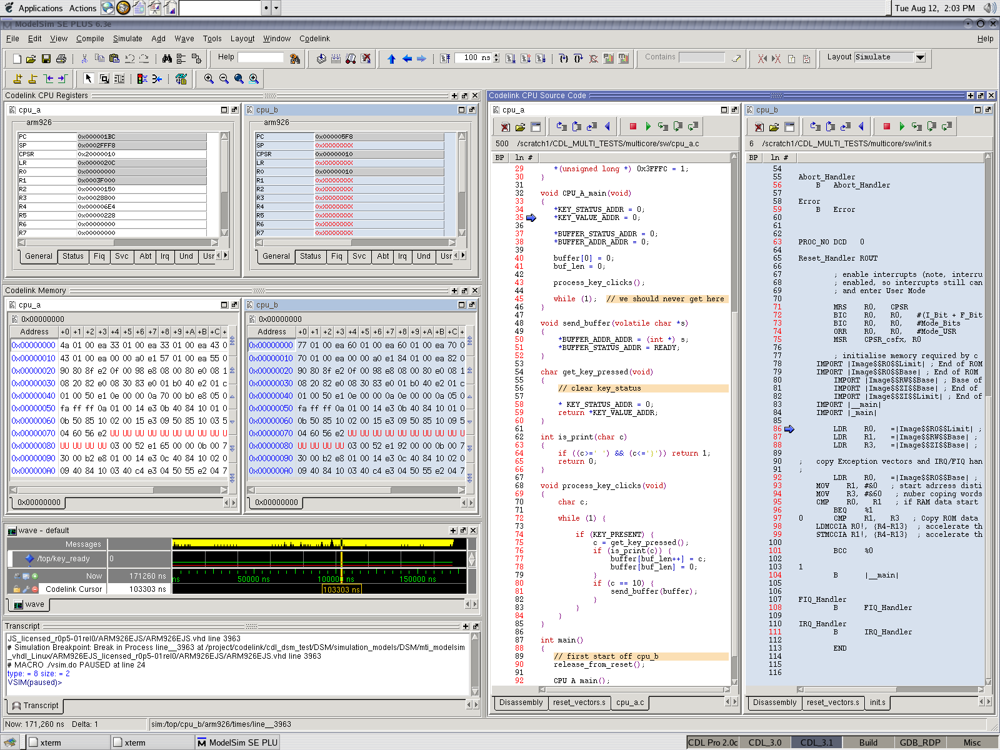 Applications Actions
Tue Aug 12, 2:03 PM
ModelSim SE PLUS 6.3e
File Edit View Compile Simulate Add Wave Tools Layout Window Codelink Help
Help
100 ns
Contains
Layout Simulate
Codelink CPU Registers
cpu_a
arm926
PC 0x000001BC
SP 0x0002FFF8
CPSR 0x20000010
LR 0x0000020C
R0 0x00000000
R1 0x0003F000
R2 0x00000150
R3 0x00028800
R4 0x000006E4
R5 0x00000228
R6 0x00000000
R7 0x00000000
General Status Fiq Svc Abt Irq Und Usr
cpu_b
arm926
PC 0x000005F8
SP 0xXXXXXXXX
CPSR 0x00000010
LR 0xXXXXXXXX
R0 0x00000010
R1 0xXXXXXXXX
R2 0xXXXXXXXX
R3 0xXXXXXXXX
R4 0xXXXXXXXX
R5 0xXXXXXXXX
R6 0xXXXXXXXX
R7 0xXXXXXXXX
General Status Fiq Svc Abt Irq Und Usr
Codelink Memory
cpu_a
0x00000000
Address +0 +1 +2 +3 +4 +5 +6 +7 +8 +9 +A +B +C +
0x00000000 4a 01 00 ea 33 01 00 ea 33 01 00 ea 43 0
0x00000010 43 01 00 ea 00 00 a0 e1 57 01 00 ea 55 0
0x00000020 90 80 8f e2 0f 00 98 e8 08 00 80 e0 08 1
0x00000030 08 20 82 e0 08 30 83 e0 01 b0 40 e2 01 c
0x00000040 01 00 50 e1 0e 00 00 0a 70 00 b0 e8 05 0
0x00000050 fa ff ff 0a 01 00 14 e3 0b 40 84 10 01 0
0x00000060 0b 50 85 10 02 00 15 e3 09 50 85 10 03 5
0x00000070 04 60 56 e2 UU UU UU UU UU UU UU UU UU U
0x00000080 UU UU UU UU 03 00 52 e1 65 00 00 0b 00 7
0x00000090 30 00 b2 e8 01 00 14 e3 0c 40 84 10 02 0
0x000000A0 09 40 84 10 03 40 c4 e3 04 50 55 e2 04 7
0x00000000
cpu_b
0x00000000
Address +0 +1 +2 +3 +4 +5 +6 +7 +8 +9 +A +B +C +
0x00000000 77 01 00 ea 60 01 00 ea 60 01 00 ea 70 0
0x00000010 70 01 00 ea 00 00 a0 e1 84 01 00 ea 82 0
0x00000020 90 80 8f e2 0f 00 98 e8 08 00 80 e0 08 1
0x00000030 08 20 82 e0 08 30 83 e0 01 b0 40 e2 01 c
0x00000040 01 00 50 e1 0e 00 00 0a 0e 00 00 0a 05 0
0x00000050 fa ff ff 0a 01 00 14 e3 0b 40 84 10 01 0
0x00000060 0b 50 85 10 02 00 15 e3 09 50 85 10 09 5
0x00000070 04 60 56 e2 UU UU UU UU UU UU UU UU UU U
0x00000080 UU UU UU UU 03 00 52 e1 92 00 00 0b 00 7
0x00000090 30 00 b2 e8 01 00 14 e3 0c 40 84 10 02 0
0x000000A0 09 40 84 10 03 40 c4 e3 04 50 55 e2 04 7
0x00000000
wave - default
Messages
/top/key_ready 0
Now 171260 ns
ns 50000 ns 150000 ns
Codelink Cursor 103303 ns
103303 ns
wave
Transcript
JS_licensed_r0p5-01rel0/ARM926EJS/ARM926EJS.vhd line 3963
# Simulation Breakpoint: Break in Process line__3963 at /project/codelink/cdl_dsm_test/DSM/simulation_models/DSM/mti_modelsim
_vhdl_Linux/ARM926EJS_licensed_r0p5-01rel0/ARM926EJS/ARM926EJS.vhd line 3963
# MACRO ./vsim.do PAUSED at line 24
type: = 8 size: = 2
VSIM(paused)>
Transcript
Codelink CPU Source Code
cpu_a
500 /scratch1/CDL_MULTI_TESTS/multicore/sw/cpu_a.c
BP ln #
29 *(unsigned long *) 0x3FFFC = 1;
30 }
31
32 void CPU_A_main(void)
33 {
34 *KEY_STATUS_ADDR = 0;
35 *KEY_VALUE_ADDR = 0;
36
37 *BUFFER_STATUS_ADDR = 0;
38 *BUFFER_ADDR_ADDR = 0;
39
40 buffer[0] = 0;
41 buf_len = 0;
42
43 process_key_clicks();
44
45 while (1); // we should never get here
46 }
47
48 void send_buffer(volatile char *s)
49 {
50 *BUFFER_ADDR_ADDR = (int *) s;
51 *BUFFER_STATUS_ADDR = READY;
52 }
53
54 char get_key_pressed(void)
55 {
56 // clear key_status
57
58 * KEY_STATUS_ADDR = 0;
59 return *KEY_VALUE_ADDR;
60 }
61
62 int is_print(char c)
63 {
64 if ((c>=' ') && (c<='}')) return 1;
65 return 0;
66 }
67
68 void process_key_clicks(void)
69 {
70 char c;
71
72 while (1) {
73
74 if (KEY_PRESENT) {
75 c = get_key_pressed();
76 if (is_print(c)) {
77 buffer[buf_len++] = c;
78 buffer[buf_len] = 0;
79 }
80 if (c == 10) {
81 send_buffer(buffer);
82 }
83 }
84 }
85 }
86
87 int main()
88 {
89 // first start off cpu_b
90 release_from_reset();
91
92 CPU_A_main();
Disassembly reset_vectors.s cpu_a.c
cpu_b
6 /scratch1/CDL_MULTI_TESTS/multicore/sw/init.s
BP ln #
54
55 Abort_Handler
56 B Abort_Handler
57
58 Error
59 B Error
60
61
62
63 PROC_NO DCD 0
64
65 Reset_Handler ROUT
66
67 ; enable interrupts (note, interru
68 ; enabled, so interrupts still can
69 ; and enter User Mode
70
71 MRS R0, CPSR
72 BIC R0, R0, #(I_Bit + F_Bit
73 BIC R0, R0, #Mode_Bits
74 ORR R0, R0, #Mode_USR
75 MSR CPSR_csfx, R0
76
77 ; initialise memory required by c
78 IMPORT |Image$$RO$$Limit| ; End of ROM
79 IMPORT |Image$$RO$$Base| ; End of ROM
80 IMPORT |Image$$RW$$Base| ; Base of
81 IMPORT |Image$$ZI$$Base| ; End of
82 IMPORT |Image$$ZI$$Limit| ; End of
83 IMPORT |__main|
84 IMPORT |_main|
85
86 LDR R0, =|Image$$RO$$Limit| ;
87 LDR R1, =|Image$$RW$$Base| ;
88 LDR R3, =|Image$$ZI$$Base| ;
89
90 ; copy Exception vectors and IRQ/FIQ han
91 ;
92 LDR R0, =|Image$$RO$$Base| ;
93 MOV R1, #&0 ; start adrress disti
94 MOV R3, #&60 ; nuber coping words
95 CMP R0, R1 ; if RAM data start
96 BEQ %1
97 0 CMP R1, R3 ; Copy ROM data
98 LDMCCIA R0!, {R4-R13} ; accelerate th
99 STMCCIA R1!, {R4-R13} ; accelerate th
100
101 BCC %0
102
103 1
104 B |__main|
105
106
107 FIQ_Handler
108 B FIQ_Handler
109
110 IRQ_Handler
111 B IRQ_Handler
112
113 END
114
115
116
Disassembly reset_vectors.s init.s
Now: 171,260 ns Delta: 1 sim:/top/cpu_b/arm926/times/line__3963
xterm xterm ModelSim SE PLU CDL Pro 2.0c CDL_3.0 CDL_3.1 Build GDB_RDP Misc